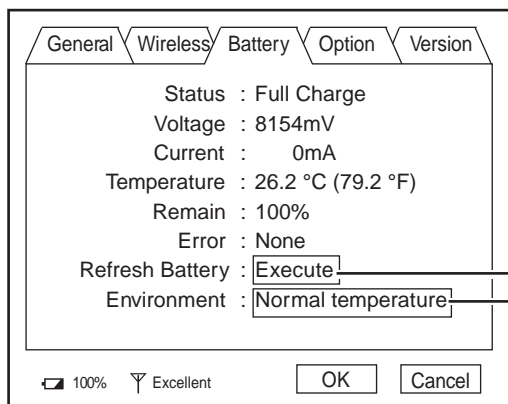 General Wireless Battery Option Version
Status : Full Charge
Voltage : 8154mV
Current : 0mA
Temperature : 26.2 °C (79.2 °F)
Remain : 100%
Error : None
Refresh Battery : Execute
Environment : Normal temperature
100% Excellent OK Cancel